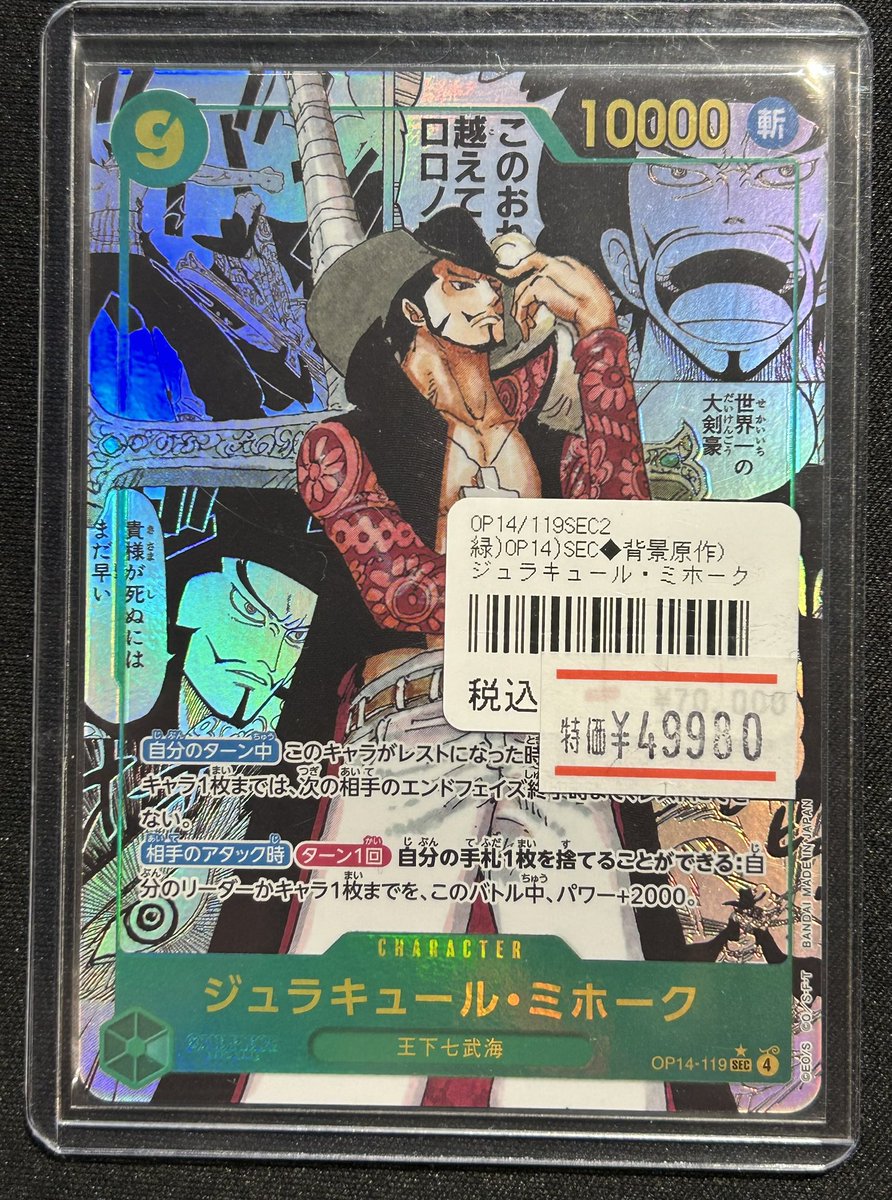 9
10000
斬
このおれ
越えて
ロロノ
世界一の
大剣豪
貴様が死ぬには
まだ早い
OP14/119SEC2
緑)OP14)SEC◆背景原作)
ジュラキュール・ミホーク
税込
¥70,000
特価¥49980
自分のターン中 このキャラがレストになった時
キャラ1枚までは、次の相手のエンドフェイズ
ない。
相手のアタック時 ターン1回 自分の手札1枚を捨てることができる:自
分のリーダーかキャラ1枚までを、このバトル中、パワー+2000。
CHARACTER
ジュラキュール・ミホーク
王下七武海
OP14-119 SEC 4
BANDAI MADE IN JAPAN
©E.O/S. ©O/S・F・T